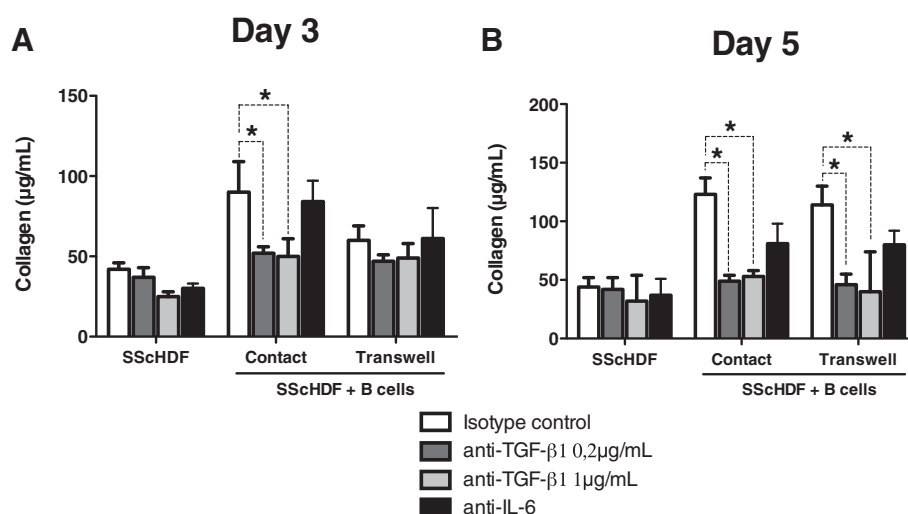 A
Day 3
Collagen (µg/mL)
150
100
50
0
*
*
SScHDF
Contact
Transwell
SScHDF + B cells
B
Day 5
Collagen (µg/mL)
200
150
100
50
0
*
*
*
*
SScHDF
Contact
Transwell
SScHDF + B cells
Isotype control
anti-TGF-β1 0,2µg/mL
anti-TGF-β1 1µg/mL
anti-IL-6